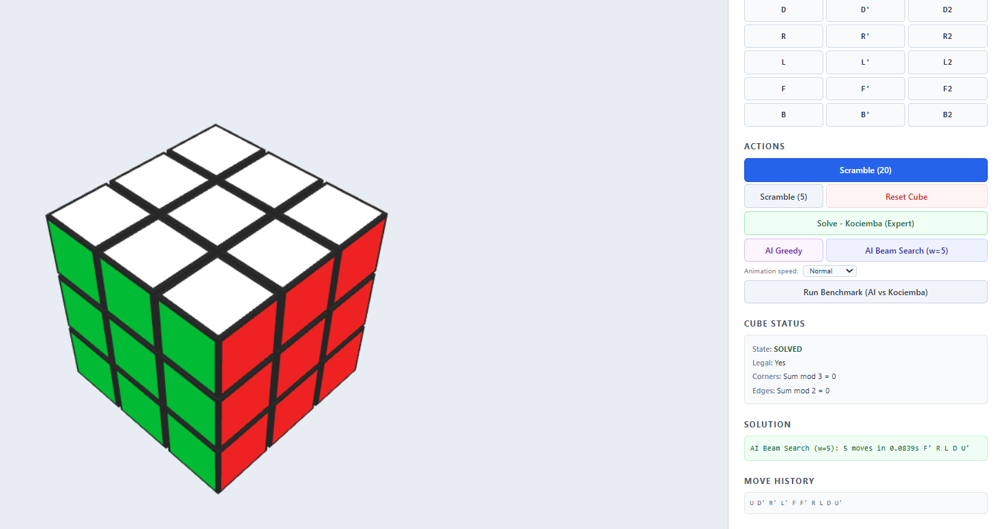 D D' D2
R R' R2
L L' L2
F F' F2
B B' B2
ACTIONS
Scramble (20)
Scramble (5) Reset Cube
Solve - Kociemba (Expert)
AI Greedy AI Beam Search (w=5)
Animation speed: Normal
Run Benchmark (AI vs Kociemba)
CUBE STATUS
State: SOLVED
Legal: Yes
Corners: Sum mod 3 = 0
Edges: Sum mod 2 = 0
SOLUTION
AI Beam Search (w=5): 5 moves in 0.0839s F' R L D U'
MOVE HISTORY
U D' R' L' F F' R L D U'